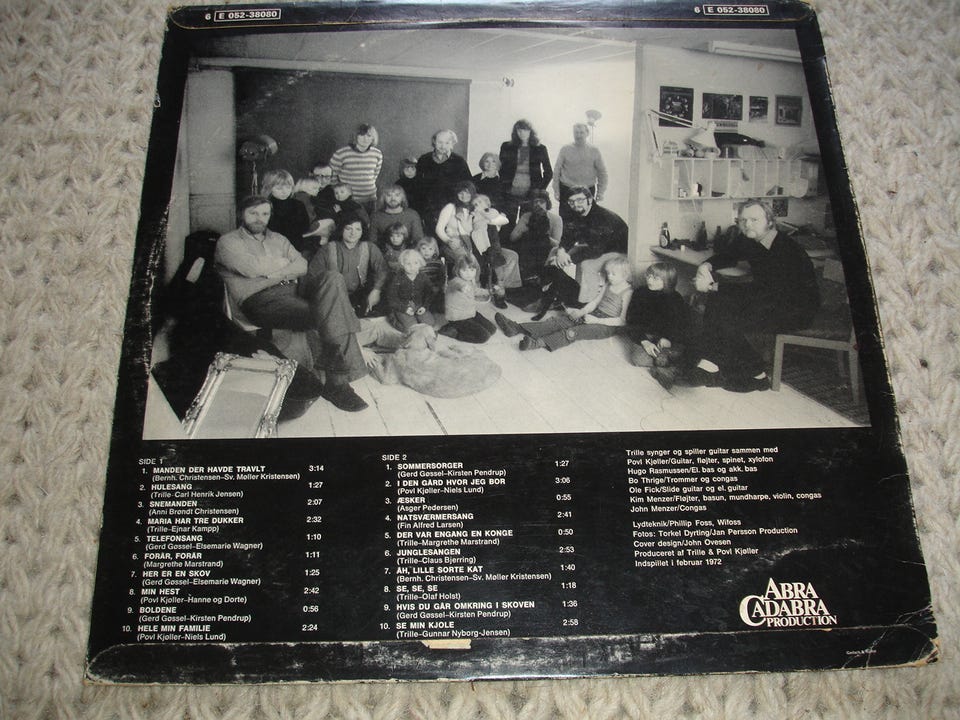 6 E 052-38080
6 E 052-38080
SIDE 1
1. MANDEN DER HAVDE TRAVLT 3:14
(Bernh. Christensen-Sv. Møller Kristensen)
2. HULESANG 1:27
(Trille-Carl Henrik Jensen)
3. SNEMANDEN 2:07
(Anni Brøndt Christensen)
4. MARIA HAR TRE DUKKER 2:32
(Trille-Ejnar Kampp)
5. TELEFONSANG 1:10
(Gerd Gøssel-Elsemarie Wagner)
6. FORÅR, FORÅR 1:11
(Margrethe Marstrand)
7. HER ER EN SKOV 1:25
(Gerd Gøssel-Elsemarie Wagner)
8. MIN HEST 2:42
(Povl Kjøller-Hanne og Dorte)
9. BOLDENE 0:56
(Gerd Gøssel-Kirsten Pendrup)
10. HELE MIN FAMILIE 2:24
(Povl Kjøller-Niels Lund)
SIDE 2
1. SOMMERSORGER 1:27
(Gerd Gøssel-Kirsten Pendrup)
2. I DEN GÅRD HVOR JEG BOR 3:06
(Povl Kjøller-Niels Lund)
3. ÆSKER 0:55
(Asger Pedersen)
4. NATSVÆRMERSANG 2:41
(Fin Alfred Larsen)
5. DER VAR ENGANG EN KONGE 0:50
(Trille-Margrethe Marstrand)
6. JUNGLESANGEN 2:53
(Trille-Claus Bjerring)
7. ÅH, LILLE SORTE KAT 1:40
(Bernh. Christensen-Sv. Møller Kristensen)
8. SE, SE, SE 1:18
(Trille-Olaf Holst)
9. HVIS DU GÅR OMKRING I SKOVEN 1:36
(Gerd Gøssel-Kirsten Pendrup)
10. SE MIN KJOLE 2:58
(Trille-Gunnar Nyborg-Jensen)
Trille synger og spiller guitar sammen med
Povl Kjøller/Guitar, fløjter, spinet, xylofon
Hugo Rasmussen/El. bas og akk. bas
Bo Thrige/Trommer og congas
Ole Fick/Slide guitar og el. guitar
Kim Menzer/Fløjter, basun, mundharpe, violin, congas
John Menzer/Congas
Lydteknik/Phillip Foss, Wifoss
Fotos: Torkel Dyrting/Jan Persson Production
Cover design/John Ovesen
Produceret af Trille & Povl Kjøller
Indspillet i februar 1972
ABRA
CADABRA
PRODUCTION